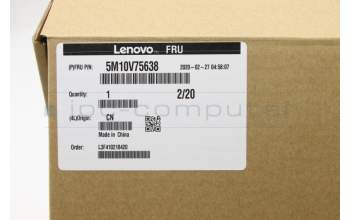 Lenovo FRU
(P)FRU P/N: 5M10V75638 2020-02-27 04:58:07
Quantity: 1 2/20
(4L)Origin: CN
Made in China
Order: L3F410218420
ipc-computer